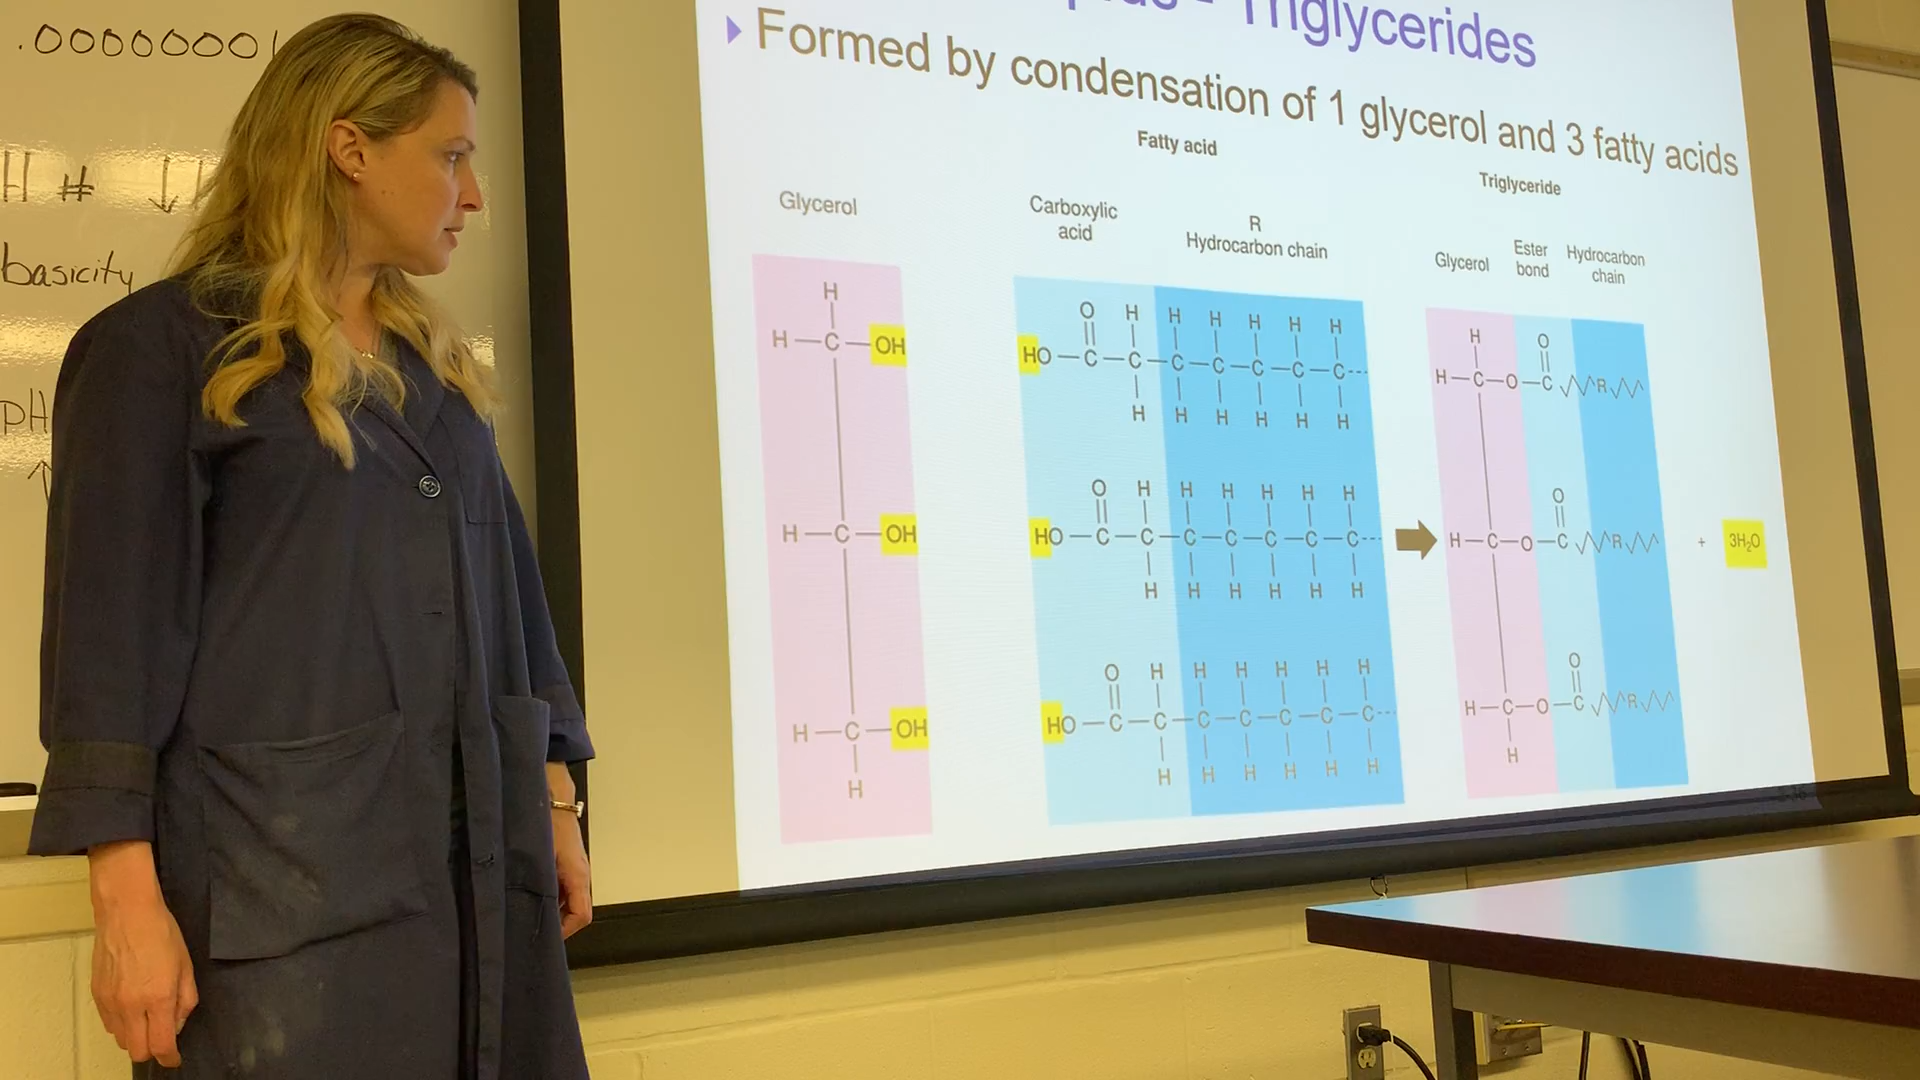 .00000001
H # ↓
basicity
pH
↑
- Triglycerides
Formed by condensation of 1 glycerol and 3 fatty acids
Fatty acid
Triglyceride
Glycerol
Carboxylic
acid
R
Hydrocarbon chain
Glycerol
Ester
bond
Hydrocarbon
chain
H
H—C—OH
H—C—OH
H—C—OH
H
O H H H H H H
HO—C—C—C—C—C—C—C---
H H H H H H
O H H H H H H
HO—C—C—C—C—C—C—C---
H H H H H H
O H H H H H H
HO—C—C—C—C—C—C—C---
H H H H H H
H O
H—C—O—C R
O
H—C—O—C R
+ 3H₂O
O
H—C—O—C R
H